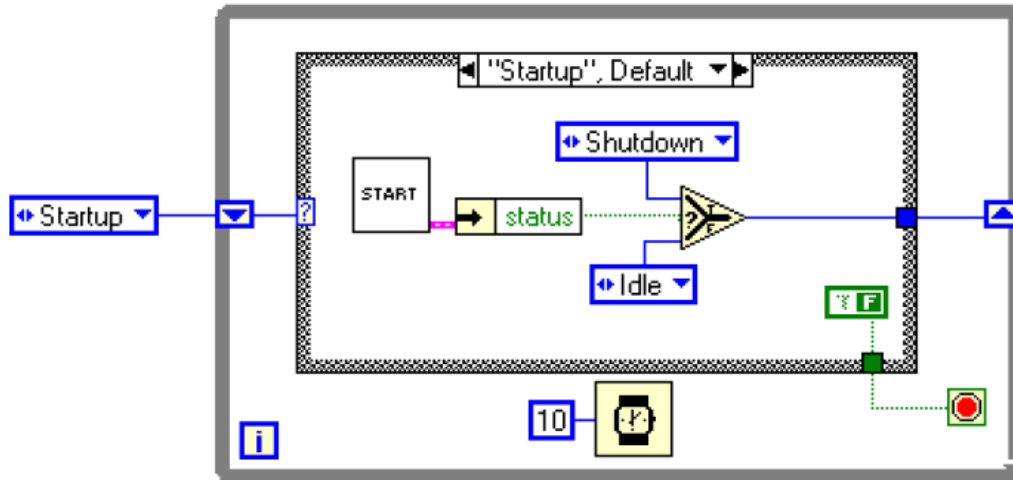 "Startup", Default
Shutdown
START
Startup
?
status
?
T
F
Idle
F
10
i